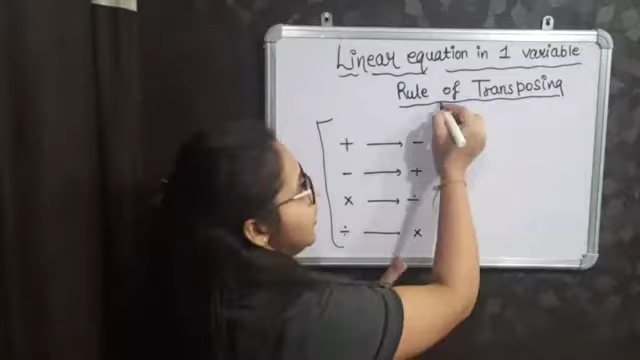 Linear equation in 1 variable
Rule of Transposing
+ ⟶ -
- ⟶ +
× ⟶ ÷
÷ ⟶ ×